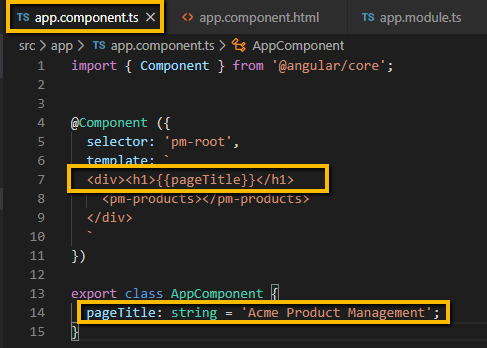 TS app.component.ts ✕ <> app.component.html TS app.module.ts
src > app > TS app.component.ts > AppComponent
1 import { Component } from '@angular/core';
2
3
4 @Component ({
5 selector: 'pm-root',
6 template: `
7 <div><h1>{{pageTitle}}</h1>
8 <pm-products></pm-products>
9 </div>
10 `
11 })
12
13 export class AppComponent {
14 pageTitle: string = 'Acme Product Management';
15 }